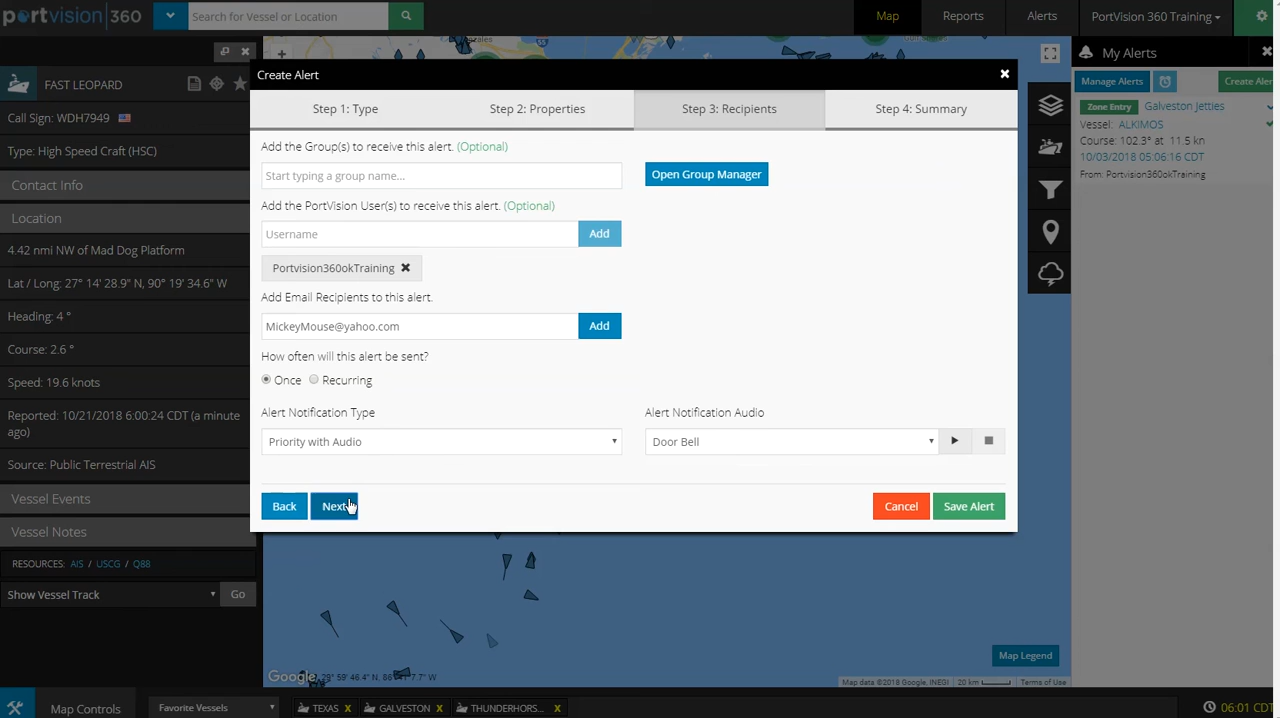 portvision 360
Search for Vessel or Location
Map
Reports
Alerts
PortVision 360 Training
Create Alert
Step 1: Type
Step 2: Properties
Step 3: Recipients
Step 4: Summary
Add the Group(s) to receive this alert. (Optional)
Start typing a group name...
Open Group Manager
Add the PortVision User(s) to receive this alert. (Optional)
Username
Add
Portvision360okTraining
Add Email Recipients to this alert.
MickeyMouse@yahoo.com
Add
How often will this alert be sent?
Once
Recurring
Alert Notification Type
Alert Notification Audio
Priority with Audio
Door Bell
Back
Next
Cancel
Save Alert
FAST LEOPARD
Call Sign: WDH7949
Type: High Speed Craft (HSC)
Contact Info
Location
4.42 nmi NW of Mad Dog Platform
Lat / Long: 27° 14' 28.9" N, 90° 19' 34.6" W
Heading: 4 °
Course: 2.6 °
Speed: 19.6 knots
Reported: 10/21/2018 6:00:24 CDT (a minute
ago)
Source: Public Terrestrial AIS
Vessel Events
Vessel Notes
RESOURCES: AIS / USCG / Q88
Show Vessel Track
Go
My Alerts
Manage Alerts
Create Aler
Zone Entry
Galveston Jetties
Vessel: ALKIMOS
Course: 102.3° at 11.5 kn
10/03/2018 05:06:16 CDT
From: Portvision360okTraining
Map Legend
Google
Map data ©2018 Google, INEGI
20 km
Terms of Use
Map Controls
Favorite Vessels
TEXAS X
GALVESTON X
THUNDERHORS... X
06:01 CDT